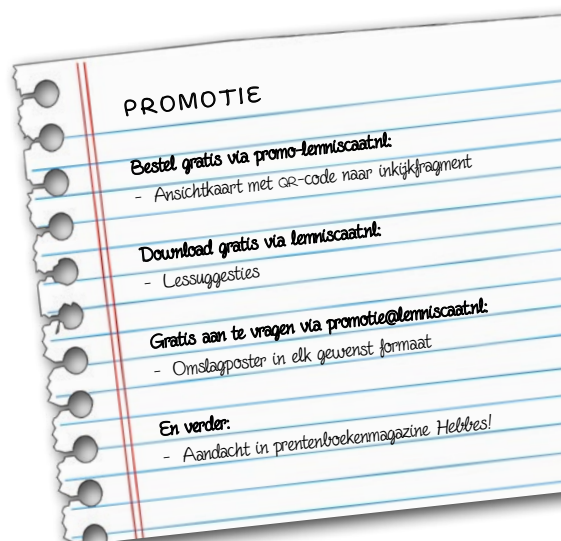 PROMOTIE
Bestel gratis via promo-lemniscaat.nl:
- Ansichtkaart met QR-code naar inkijkfragment
Download gratis via lemniscaat.nl:
- Lessuggesties
Gratis aan te vragen via promotie@lemniscaat.nl:
- Omslagposter in elk gewenst formaat
En verder:
- Aandacht in prentenboekenmagazine Hebbes!